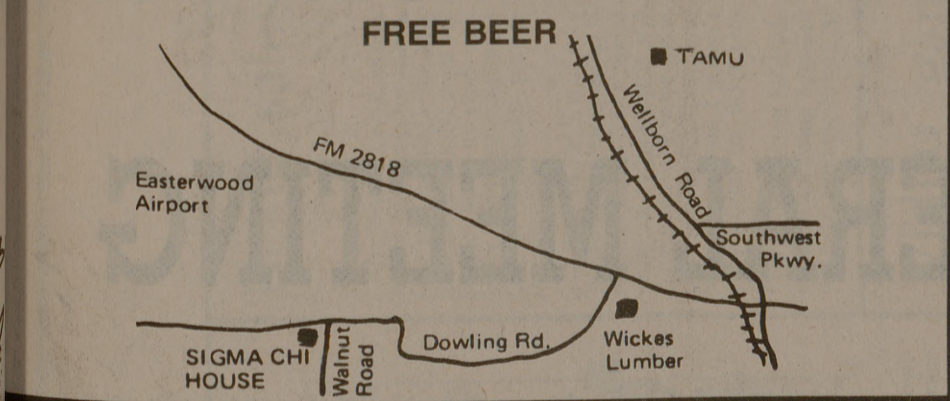 FREE BEER
TAMU
Wellborn Road
FM 2818
Easterwood
Airport
Southwest
Pkwy.
Dowling Rd.
Wickes
Lumber
SIGMA CHI
HOUSE
Walnut
Road